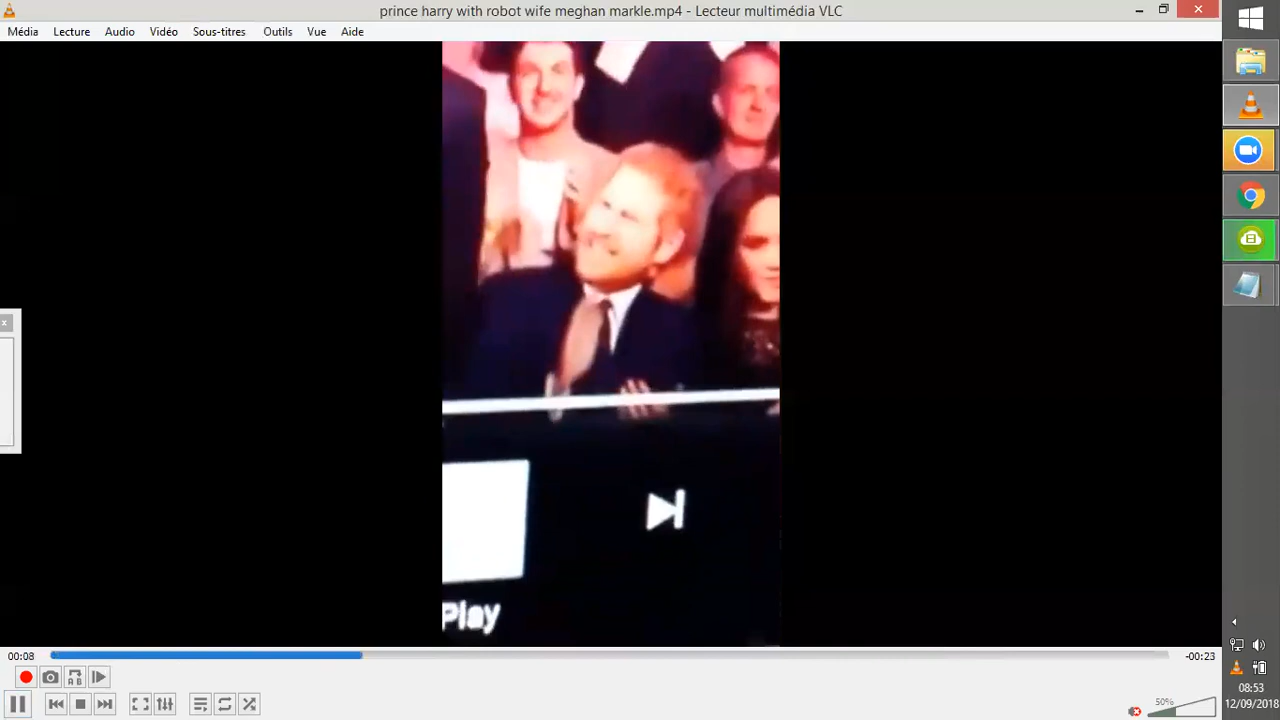 prince harry with robot wife meghan markle.mp4 - Lecteur multimédia VLC
Média Lecture Audio Vidéo Sous-titres Outils Vue Aide
Play
00:08
-00:23
50%
08:53
12/09/2018